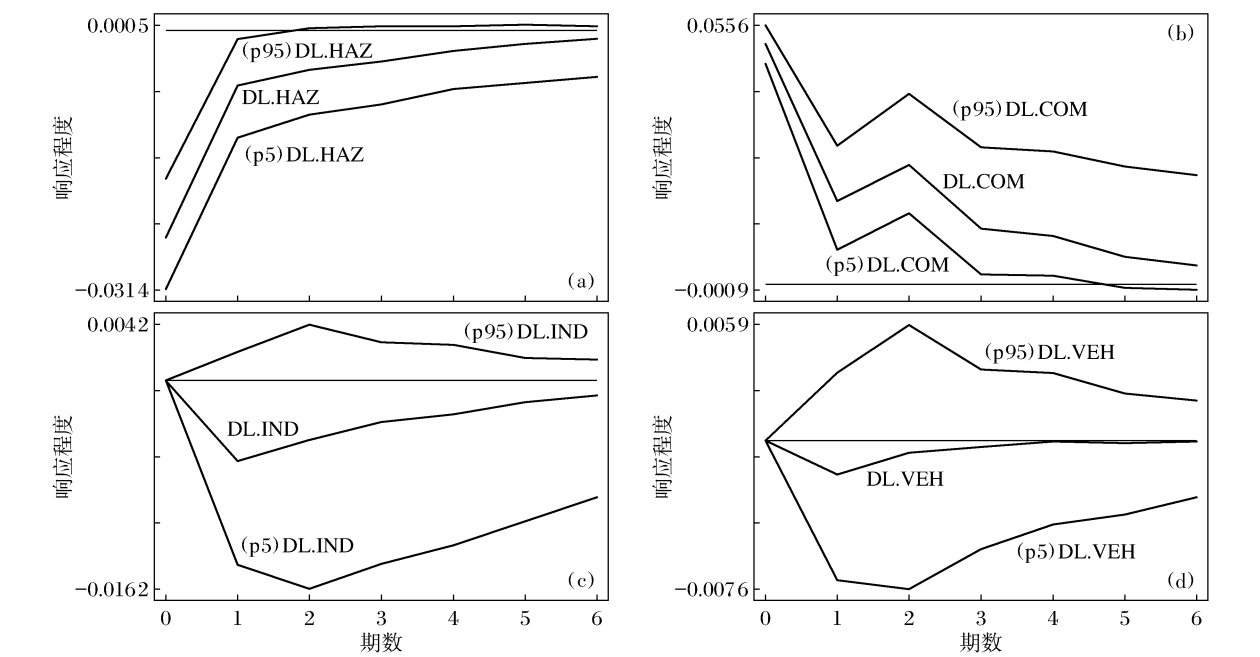 0.0005
(p95)DL.HAZ
DL.HAZ
(p5)DL.HAZ
响应程度
(a)
−0.0314
0.0556
(b)
(p95)DL.COM
DL.COM
(p5)DL.COM
响应程度
−0.0009
0.0042
(p95)DL.IND
DL.IND
(p5)DL.IND
响应程度
(c)
−0.0162
0 1 2 3 4 5 6
期数
0.0059
(p95)DL.VEH
DL.VEH
(p5)DL.VEH
响应程度
(d)
−0.0076
0 1 2 3 4 5 6
期数